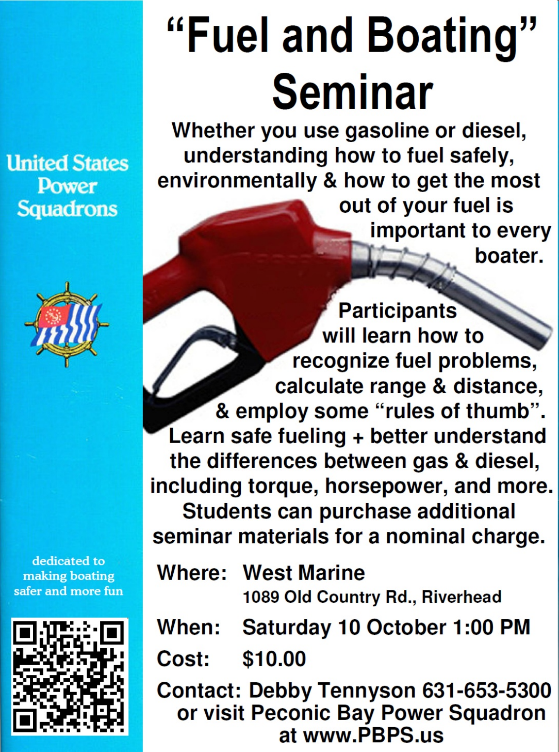 “Fuel and Boating”
Seminar
Whether you use gasoline or diesel,
understanding how to fuel safely,
environmentally & how to get the most
out of your fuel is
important to every
boater.
Participants
will learn how to
recognize fuel problems,
calculate range & distance,
& employ some “rules of thumb”.
Learn safe fueling + better understand
the differences between gas & diesel,
including torque, horsepower, and more.
Students can purchase additional
seminar materials for a nominal charge.
Where: West Marine
1089 Old Country Rd., Riverhead
When: Saturday 10 October 1:00 PM
Cost: $10.00
Contact: Debby Tennyson 631-653-5300
or visit Peconic Bay Power Squadron
at www.PBPS.us
United States
Power
Squadrons
dedicated to
making boating
safer and more fun